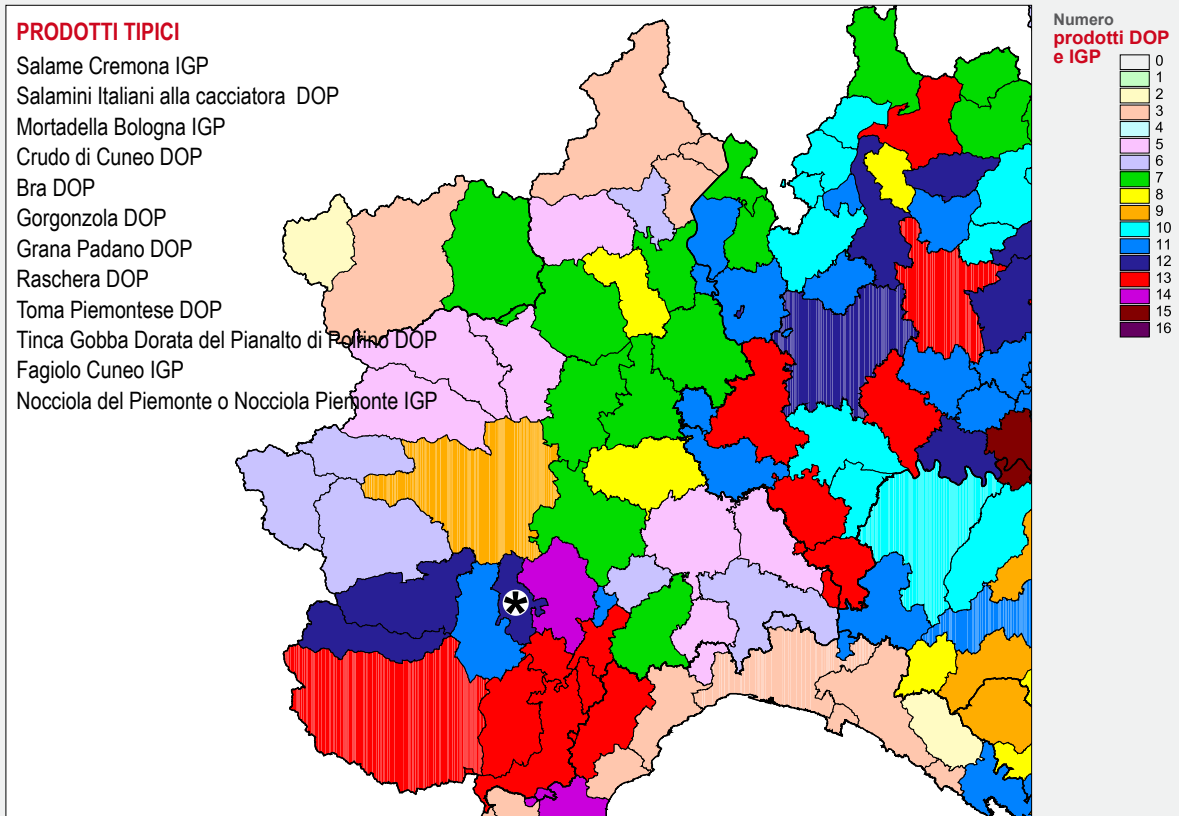 PRODOTTI TIPICI
Salame Cremona IGP
Salamini Italiani alla cacciatora DOP
Mortadella Bologna IGP
Crudo di Cuneo DOP
Bra DOP
Gorgonzola DOP
Grana Padano DOP
Raschera DOP
Toma Piemontese DOP
Tinca Gobba Dorata del Pianalto di Poirino DOP
Fagiolo Cuneo IGP
Nocciola del Piemonte o Nocciola Piemonte IGP
Numero
prodotti DOP
e IGP
0
1
2
3
4
5
6
7
8
9
10
11
12
13
14
15
16